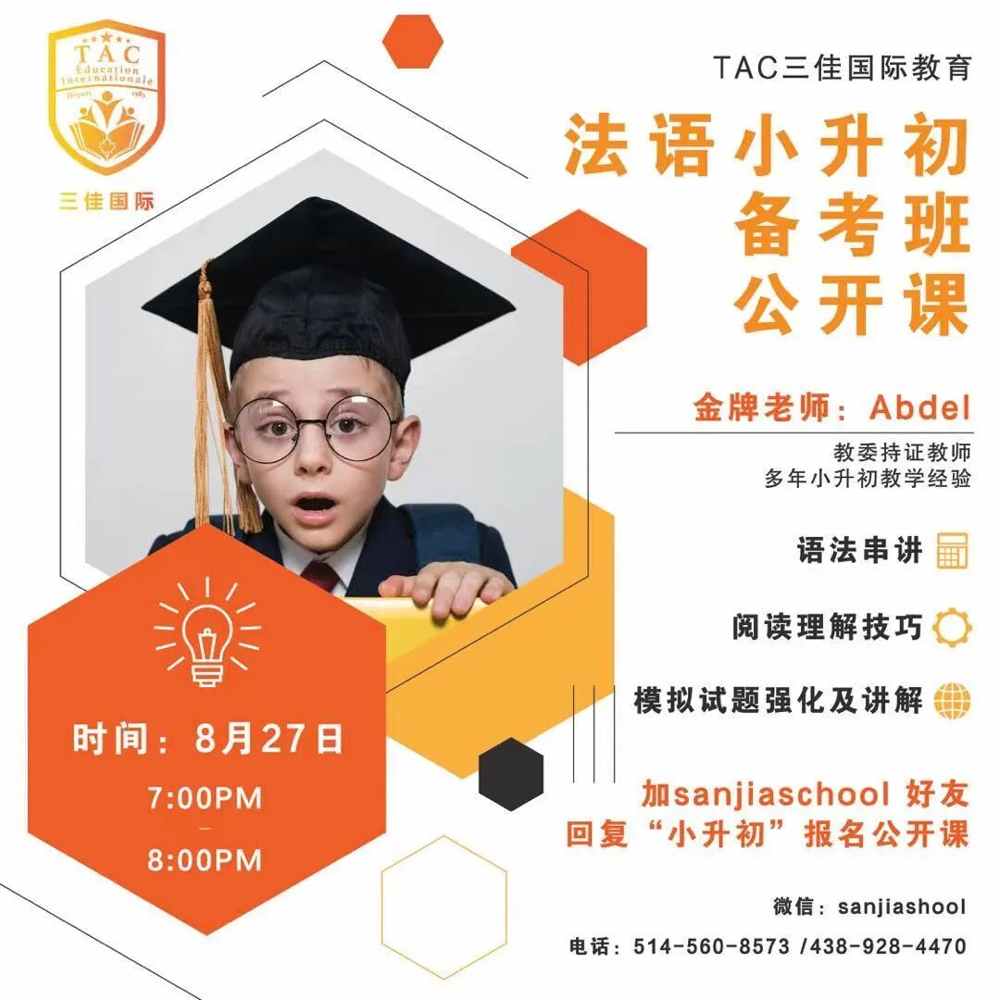 TAC
Éducation
Internationale
Depuis 1985
三佳国际
TAC三佳国际教育
法语小升初
备考班
公开课
金牌老师：Abdel
教委持证教师
多年小升初教学经验
语法串讲
阅读理解技巧
模拟试题强化及讲解
时间：8月27日
7:00PM
–
8:00PM
加sanjiaschool 好友
回复“小升初”报名公开课
微信：sanjiashool
电话：514-560-8573 /438-928-4470